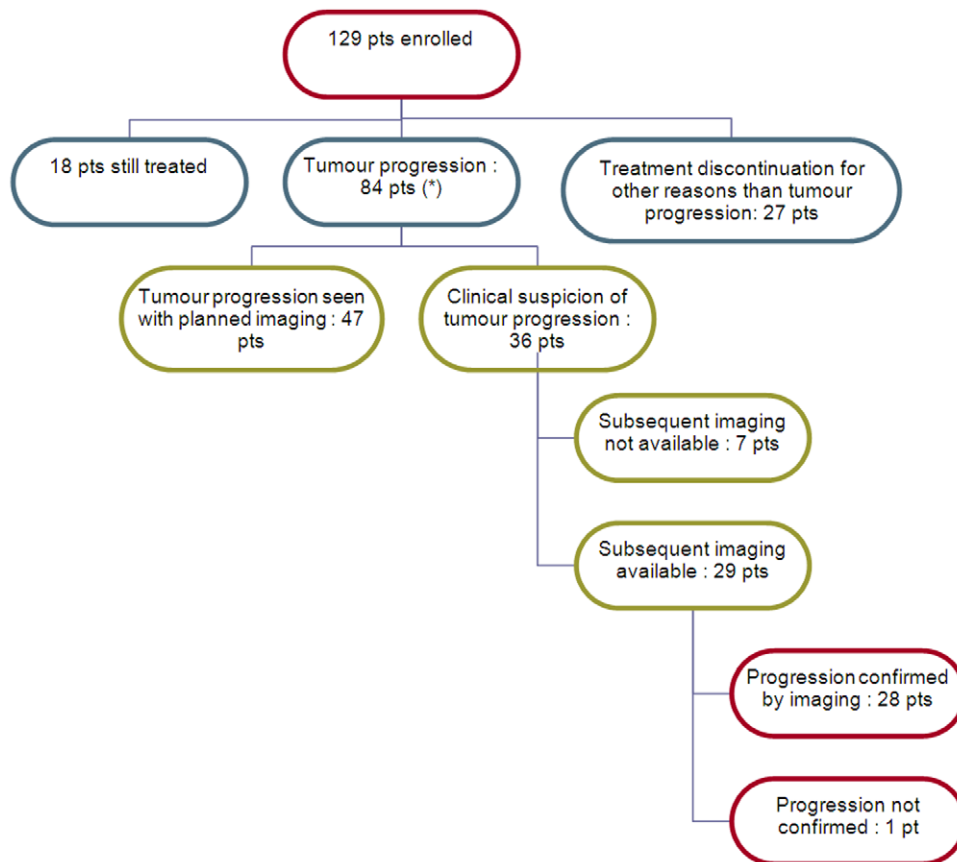 129 pts enrolled
18 pts still treated
Tumour progression :
84 pts (*)
Treatment discontinuation for
other reasons than tumour
progression: 27 pts
Tumour progression seen
with planned imaging : 47
pts
Clinical suspicion of
tumour progression :
36 pts
Subsequent imaging
not available : 7 pts
Subsequent imaging
available : 29 pts
Progression confirmed
by imaging : 28 pts
Progression not
confirmed : 1 pt